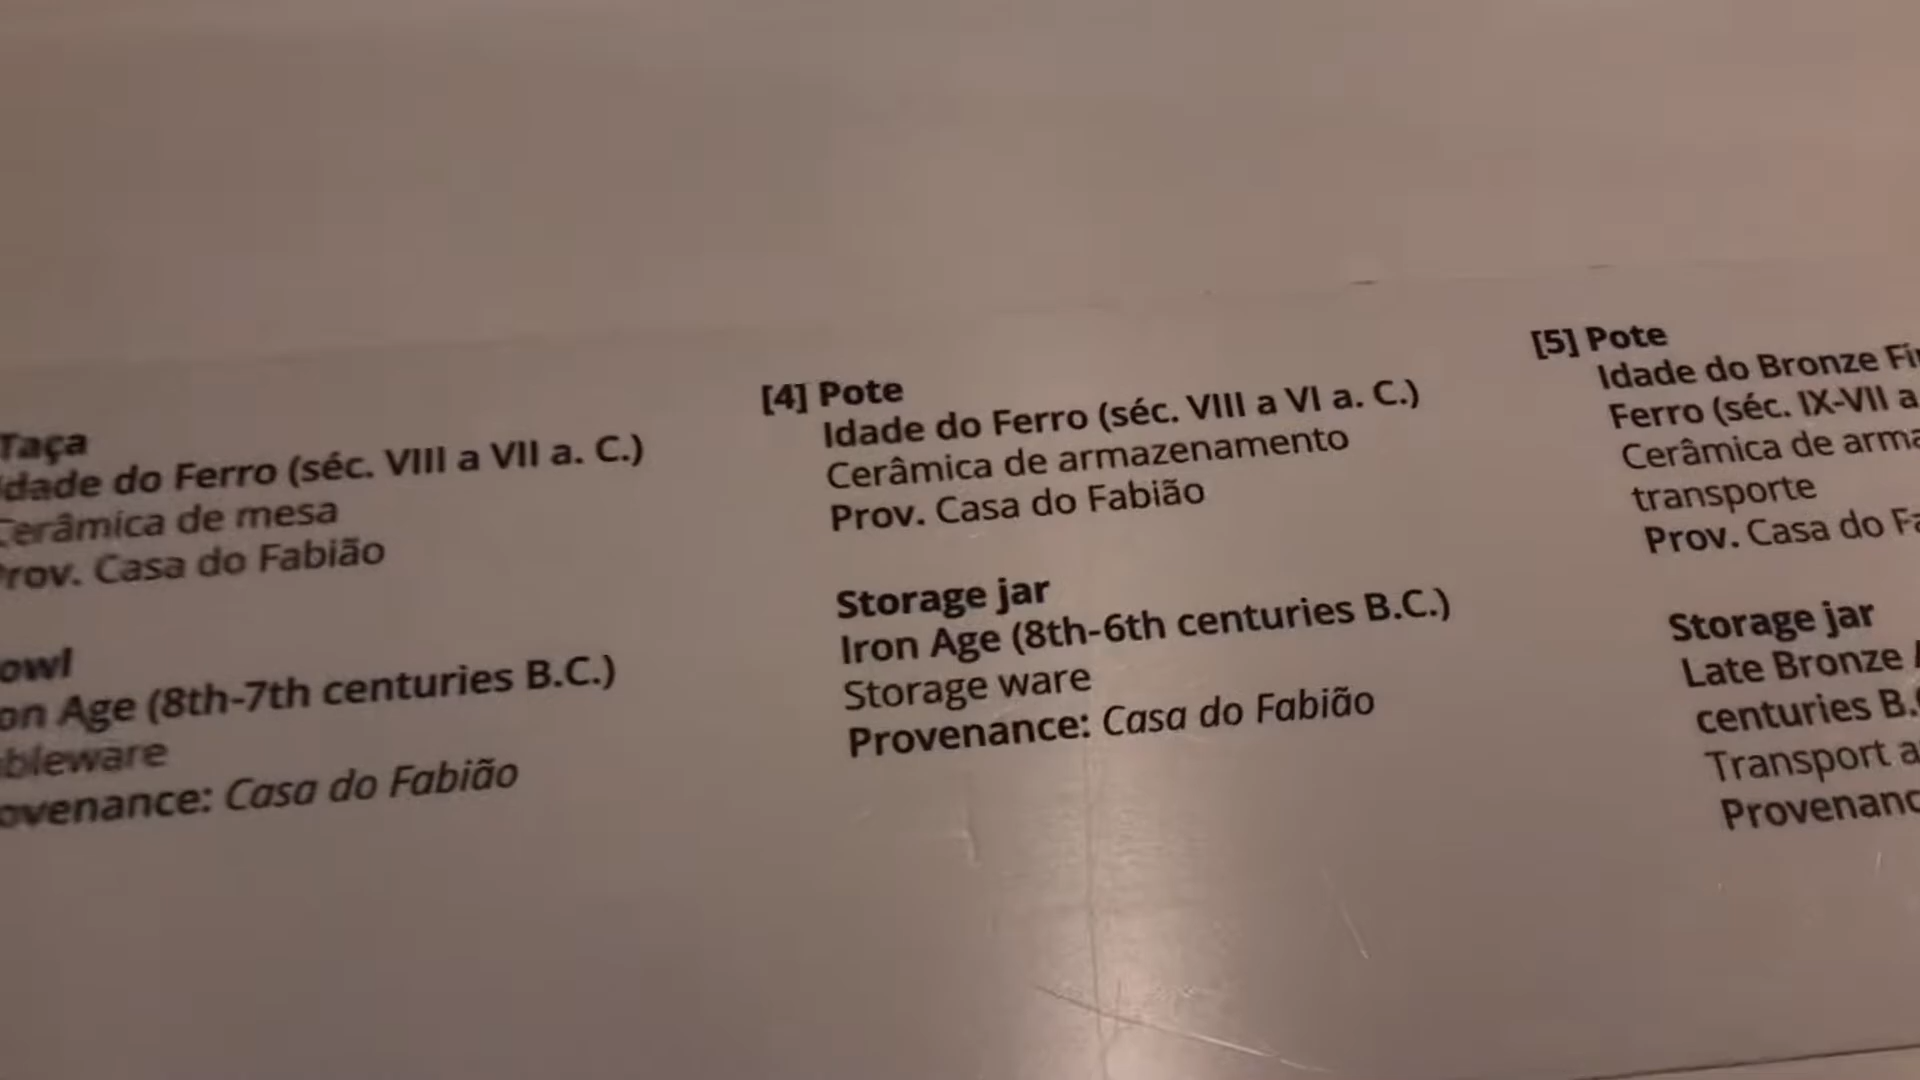 Taça
dade do Ferro (séc. VIII a VII a. C.)
Cerâmica de mesa
Prov. Casa do Fabião
owl
on Age (8th-7th centuries B.C.)
bleware
ovenance: Casa do Fabião
[4] Pote
Idade do Ferro (séc. VIII a VI a. C.)
Cerâmica de armazenamento
Prov. Casa do Fabião
Storage jar
Iron Age (8th-6th centuries B.C.)
Storage ware
Provenance: Casa do Fabião
[5] Pote
Idade do Bronze Fi
Ferro (séc. IX-VII a
Cerâmica de arma
transporte
Prov. Casa do Fa
Storage jar
Late Bronze
centuries B.
Transport a
Provenanc